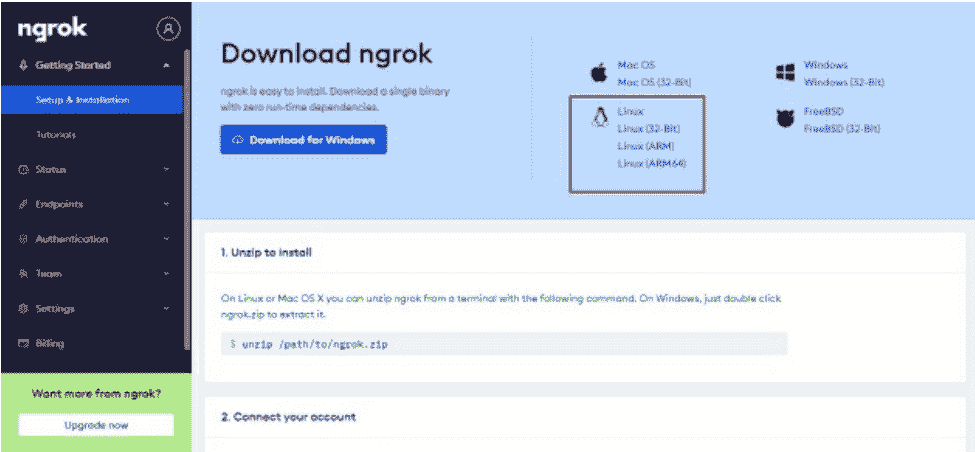 ngrok
Getting Started
Setup & Installation
Tutorials
Status
Endpoints
Authentication
Team
Settings
Billing
Want more from ngrok?
Upgrade now
Download ngrok
ngrok is easy to install. Download a single binary
with zero run-time dependencies.
Download for Windows
Mac OS
Mac OS (32-Bit)
Linux
Linux (32-Bit)
Linux (ARM)
Linux (ARM64)
Windows
Windows (32-Bit)
FreeBSD
FreeBSD (32-Bit)
1. Unzip to install
On Linux or Mac OS X you can unzip ngrok from a terminal with the following command. On Windows, just double click
ngrok.zip to extract it.
$ unzip /path/to/ngrok.zip
2. Connect your account